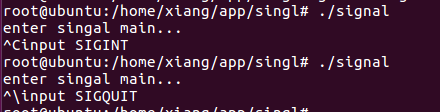 root@ubuntu:/home/xiang/app/singl# ./signal
enter singal main...
^Cinput SIGINT
root@ubuntu:/home/xiang/app/singl# ./signal
enter singal main...
^\input SIGQUIT
root@ubuntu:/home/xiang/app/singl#